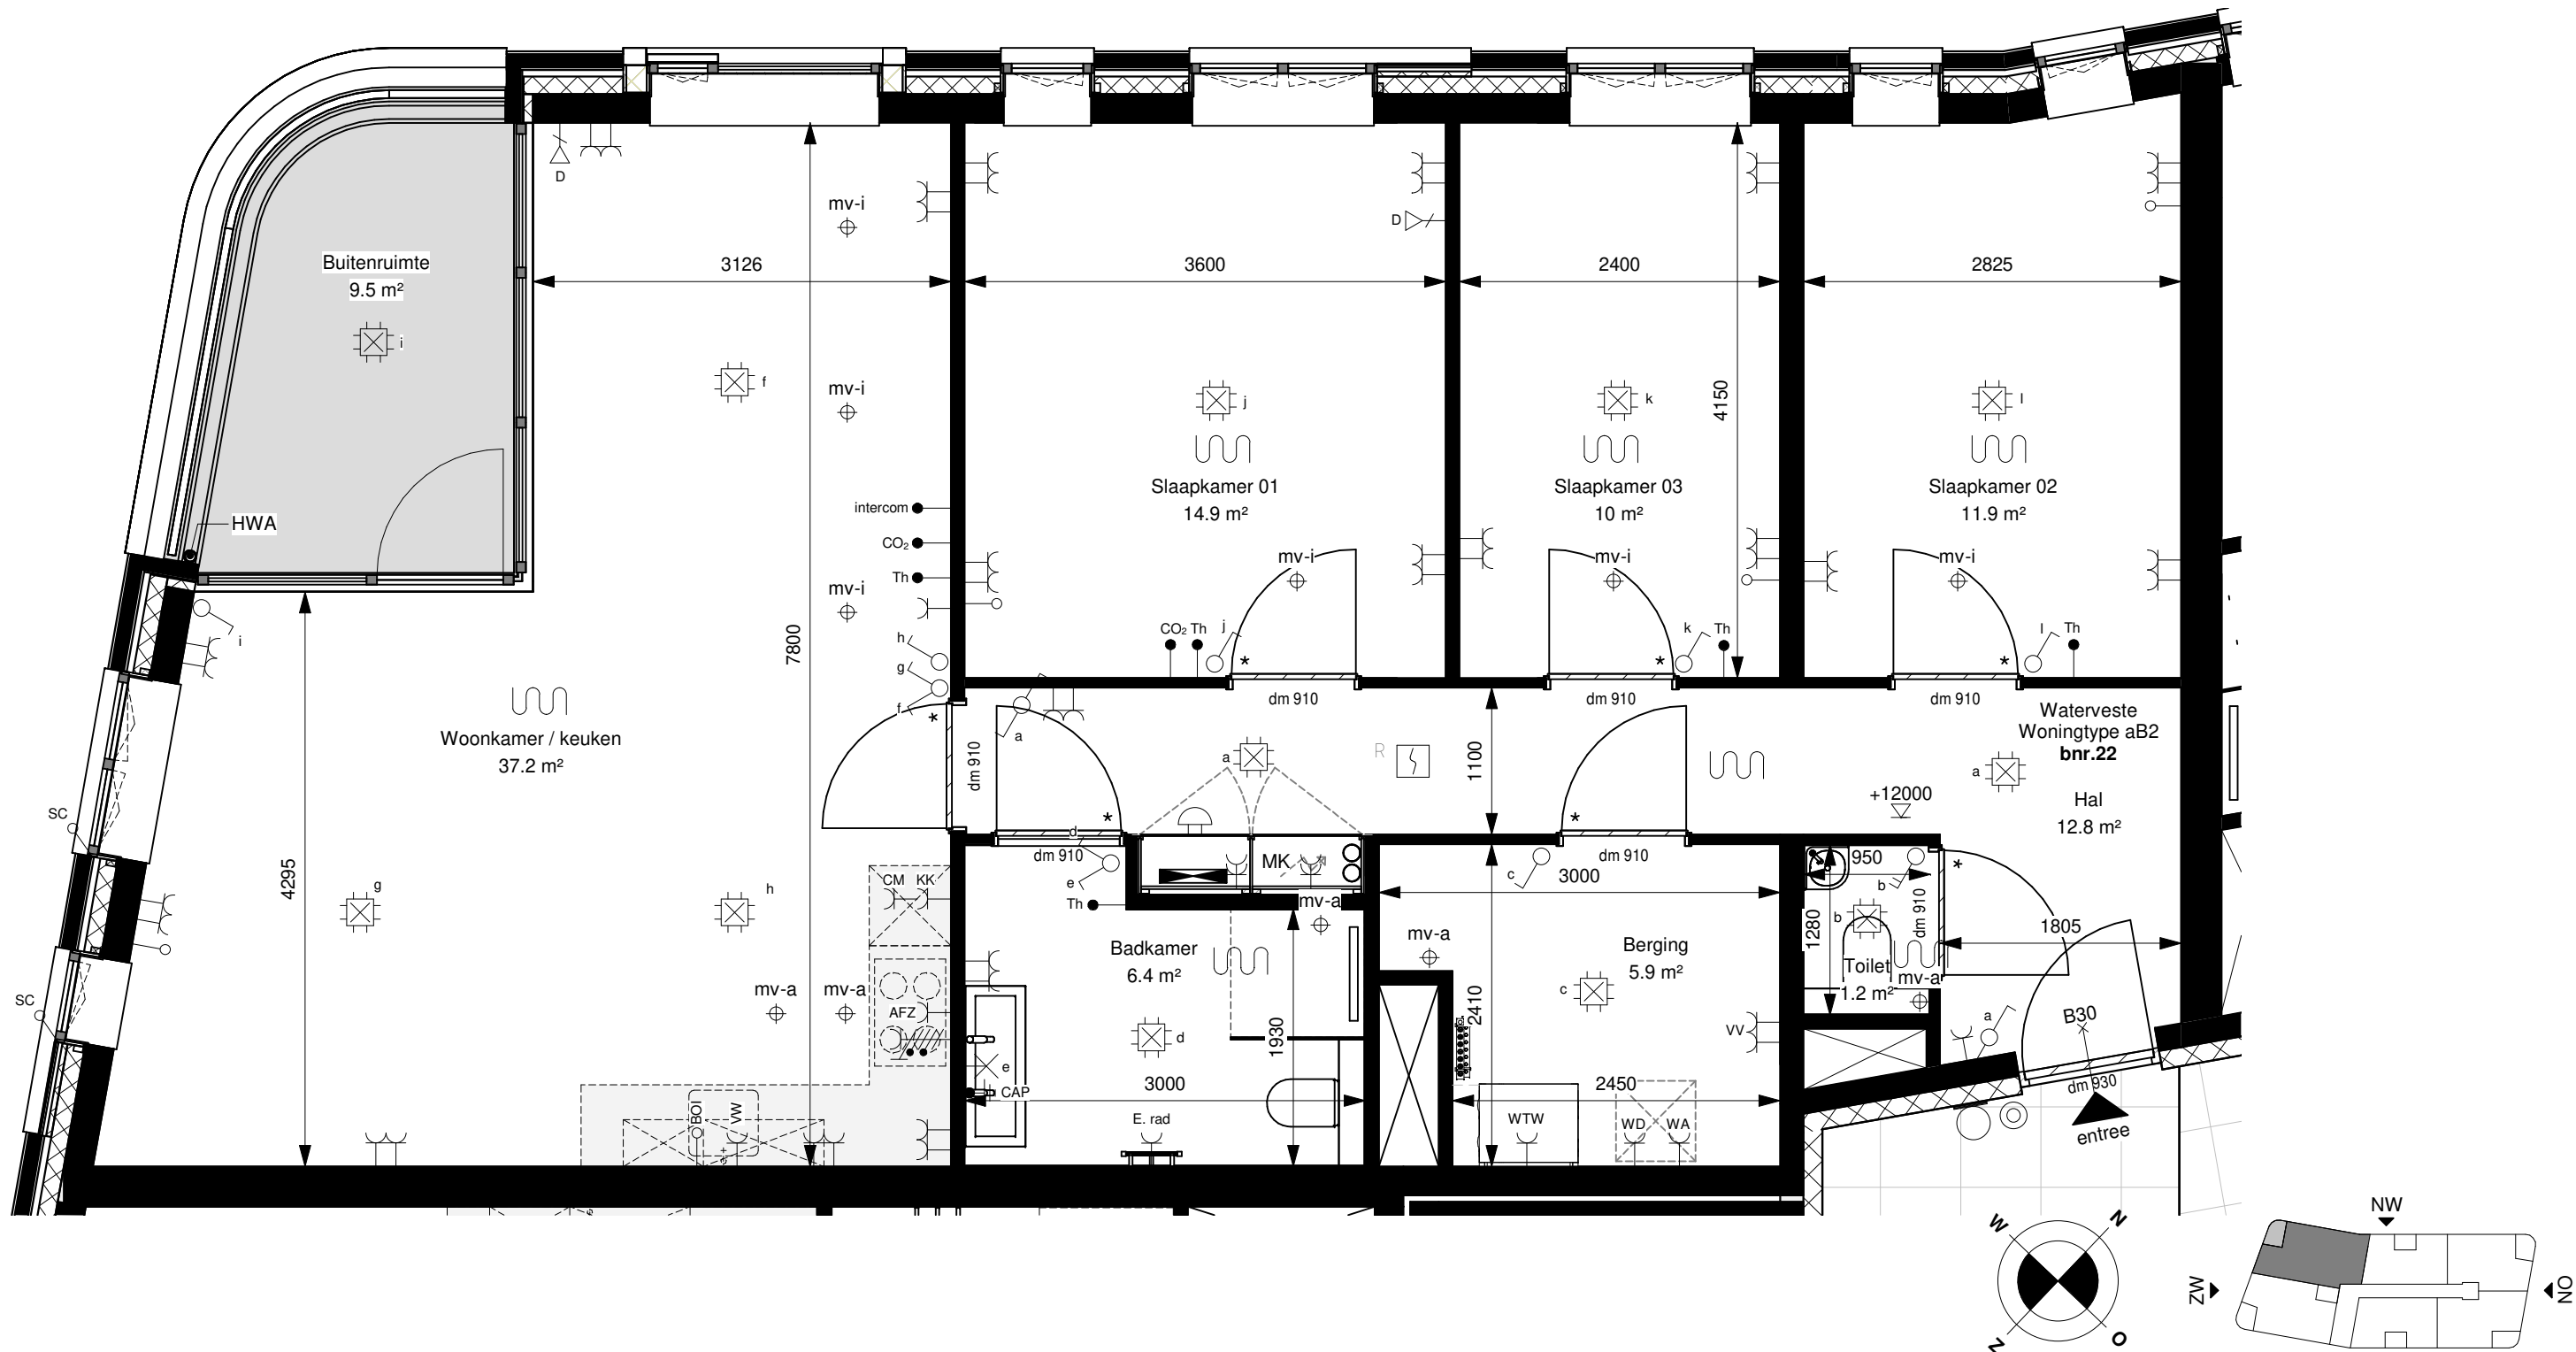 D
mv-i
Buitenruimte
9.5 m²
i
3126
3600
D
2400
2825
f
mv-i
j
k
4150
l
Slaapkamer 01
14.9 m²
Slaapkamer 03
10 m²
Slaapkamer 02
11.9 m²
HWA
intercom
CO₂
Th
mv-i
mv-i
mv-i
mv-i
i
h
g
f
7800
CO₂ Th
j
k
Th
l
Th
*
*
*
dm 910
dm 910
dm 910
Woonkamer / keuken
37.2 m²
*
dm 910
a
a
R
1100
Waterveste
Woningtype aB2
bnr.22
a
+12000
Hal
12.8 m²
SC
4295
*
d
dm 910
*
dm 910
g
h
CM
KK
e
Th
MK
mv-a
c
3000
950
b
*
b
dm 910
1280
1805
Badkamer
6.4 m²
mv-a
Berging
5.9 m²
c
Toilet
1.2 m²
mv-a
SC
mv-a
mv-a
AFZ
d
1930
2410
VV
a
B30
e
CAP
3000
E. rad
2450
WTW
WD
WA
dm 930
entree
BOI
VW
W
N
Z
O
NW
ZW
NO